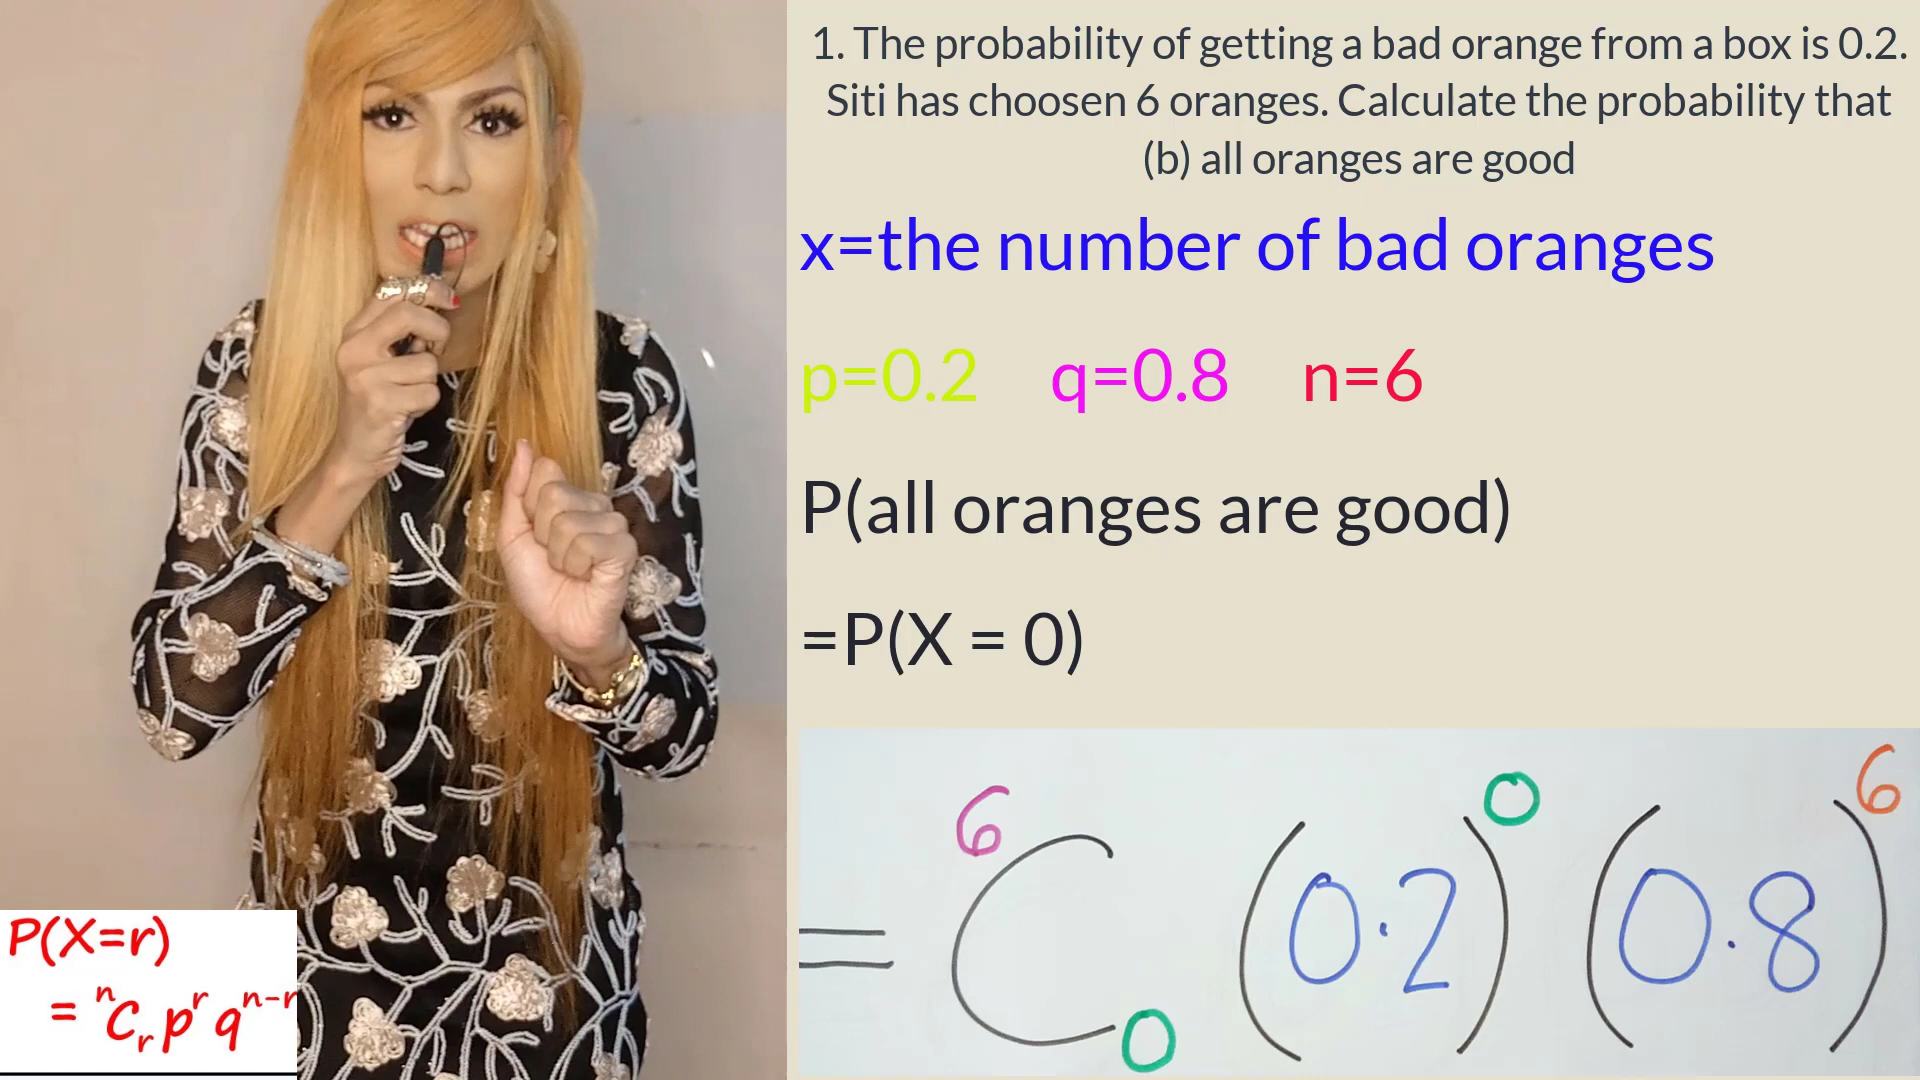 1. The probability of getting a bad orange from a box is 0.2.
Siti has choosen 6 oranges. Calculate the probability that
(b) all oranges are good
x=the number of bad oranges
p=0.2 q=0.8 n=6
P(all oranges are good)
=P(X = 0)
= ⁶C₀ (0.2)⁰ (0.8)⁶
P(X=r)
= ⁿCᵣ pʳ qⁿ⁻ʳ